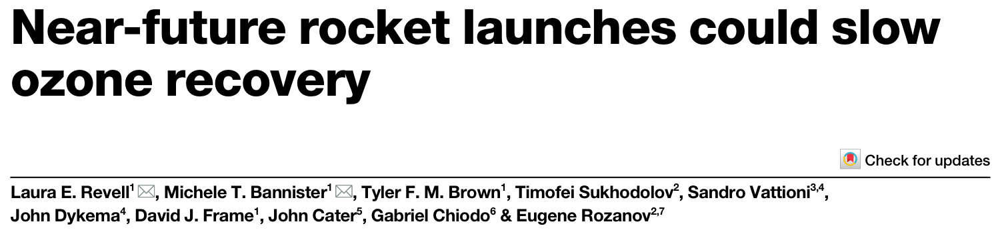 Near-future rocket launches could slow
ozone recovery
Check for updates
Laura E. Revell¹, Michele T. Bannister¹, Tyler F. M. Brown¹, Timofei Sukhodolov², Sandro Vattioni³,⁴,
John Dykema⁴, David J. Frame¹, John Cater⁵, Gabriel Chiodo⁶ & Eugene Rozanov²,⁷